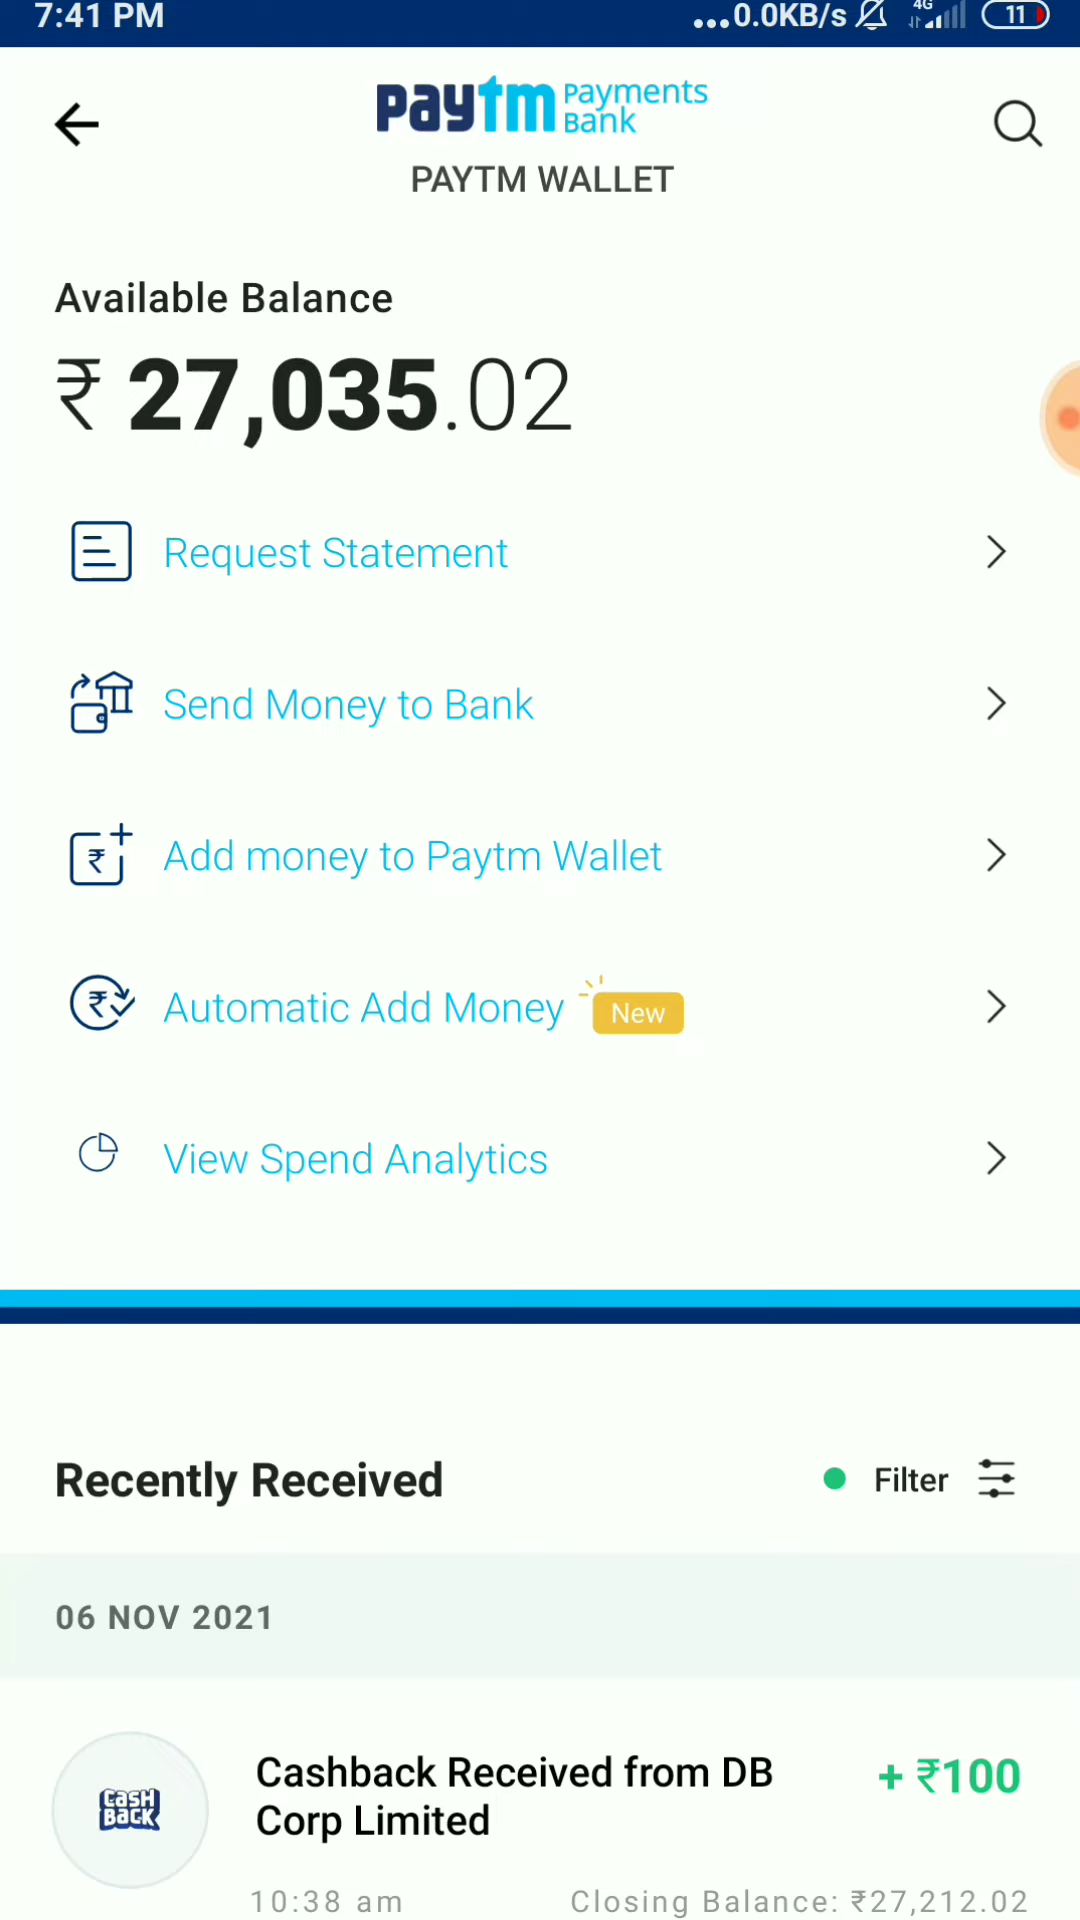 7:41 PM ...0.0KB/s 4G 11
paytm Payments Bank
PAYTM WALLET
Available Balance
₹ 27,035.02
Request Statement
Send Money to Bank
Add money to Paytm Wallet
Automatic Add Money New
View Spend Analytics
Recently Received Filter
06 NOV 2021
CASH BACK
Cashback Received from DB + ₹100
Corp Limited
10:38 am Closing Balance: ₹27,212.02